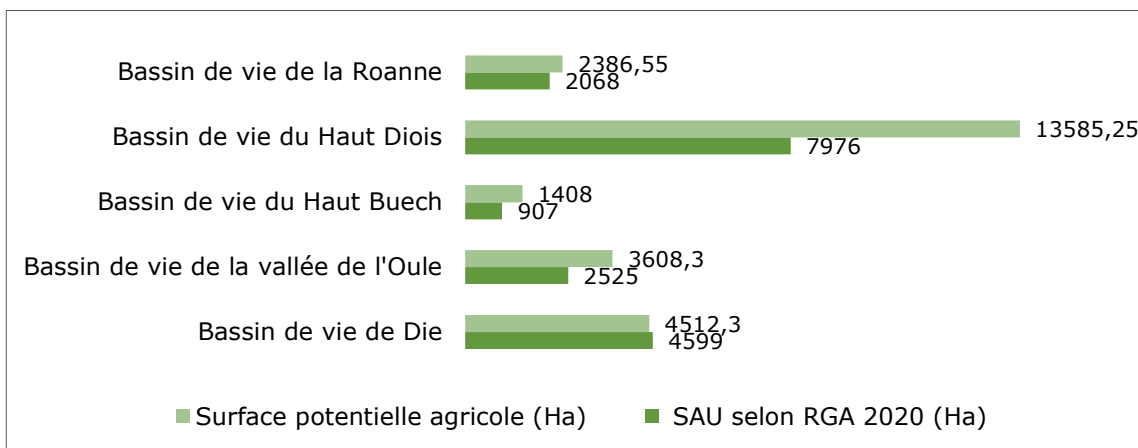 Bassin de vie de la Roanne
2386,55
2068
Bassin de vie du Haut Diois
13585,25
7976
Bassin de vie du Haut Buech
1408
907
Bassin de vie de la vallée de l'Oule
3608,3
2525
Bassin de vie de Die
4512,3
4599
Surface potentielle agricole (Ha) SAU selon RGA 2020 (Ha)